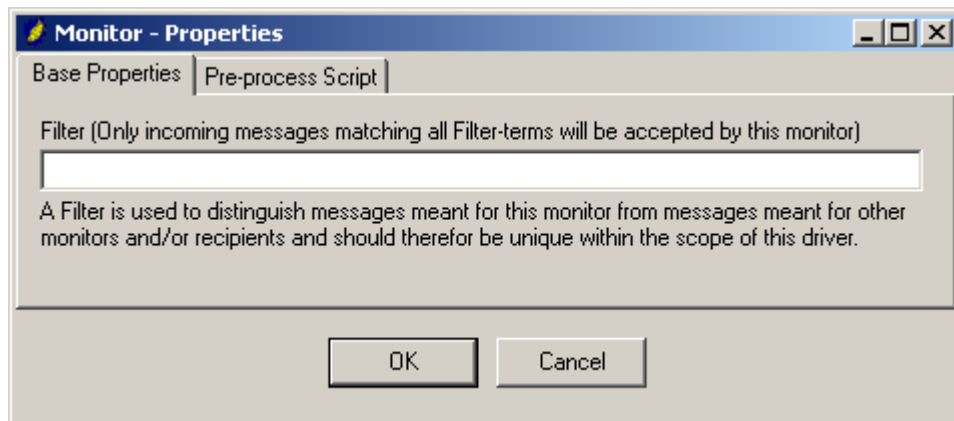 Monitor - Properties
Base Properties
Pre-process Script
Filter (Only incoming messages matching all Filter-terms will be accepted by this monitor)
A Filter is used to distinguish messages meant for this monitor from messages meant for other
monitors and/or recipients and should therefor be unique within the scope of this driver.
OK
Cancel